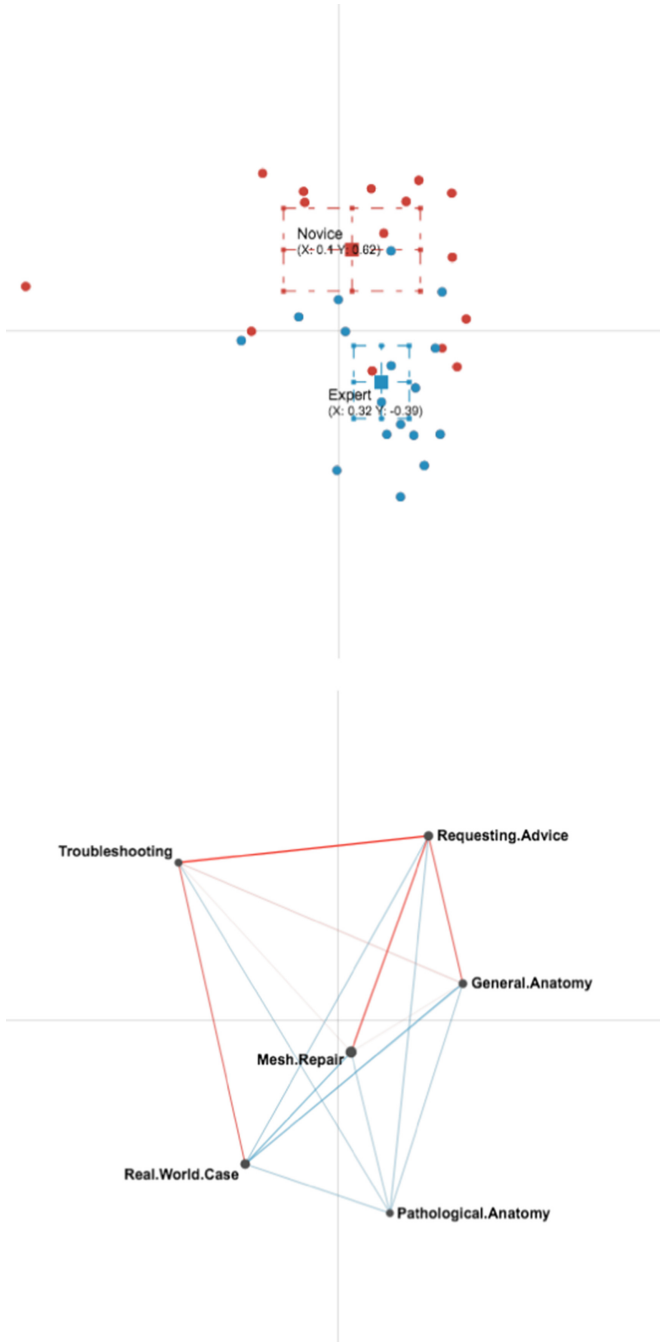 Novice
(X: 0.1 Y: 0.62)
Expert
(X: 0.32 Y: -0.39)
Troubleshooting
Requesting.Advice
General.Anatomy
Mesh.Repair
Real.World.Case
Pathological.Anatomy